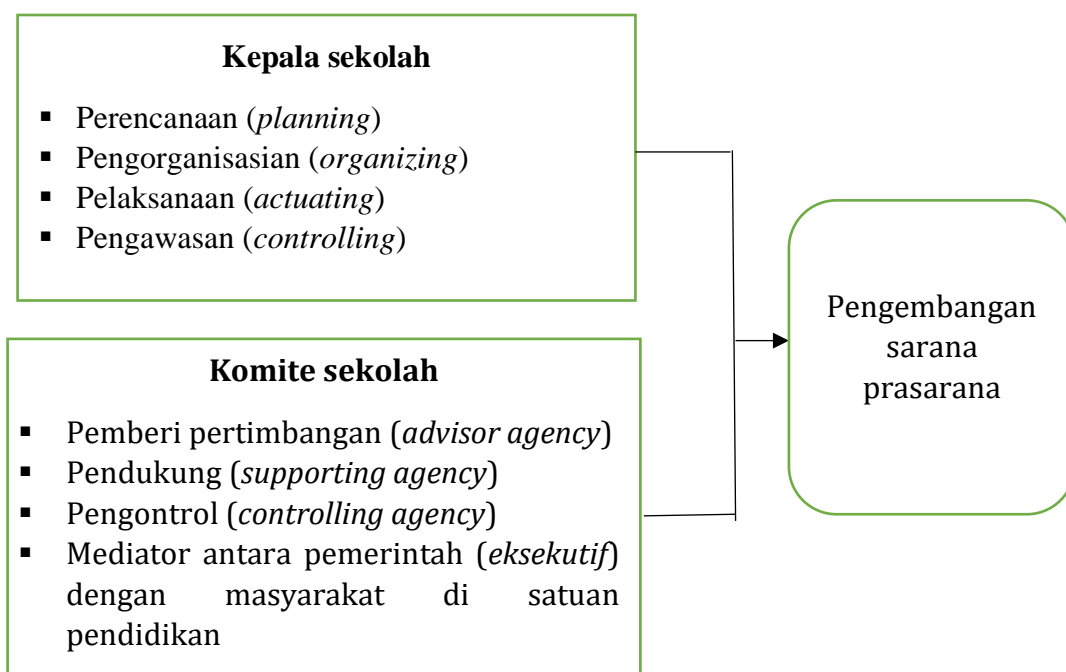 Kepala sekolah
▪ Perencanaan (planning)
▪ Pengorganisasian (organizing)
▪ Pelaksanaan (actuating)
▪ Pengawasan (controlling)
Komite sekolah
▪ Pemberi pertimbangan (advisor agency)
▪ Pendukung (supporting agency)
▪ Pengontrol (controlling agency)
▪ Mediator antara pemerintah (eksekutif)
dengan masyarakat di satuan
pendidikan
Pengembangan
sarana
prasarana